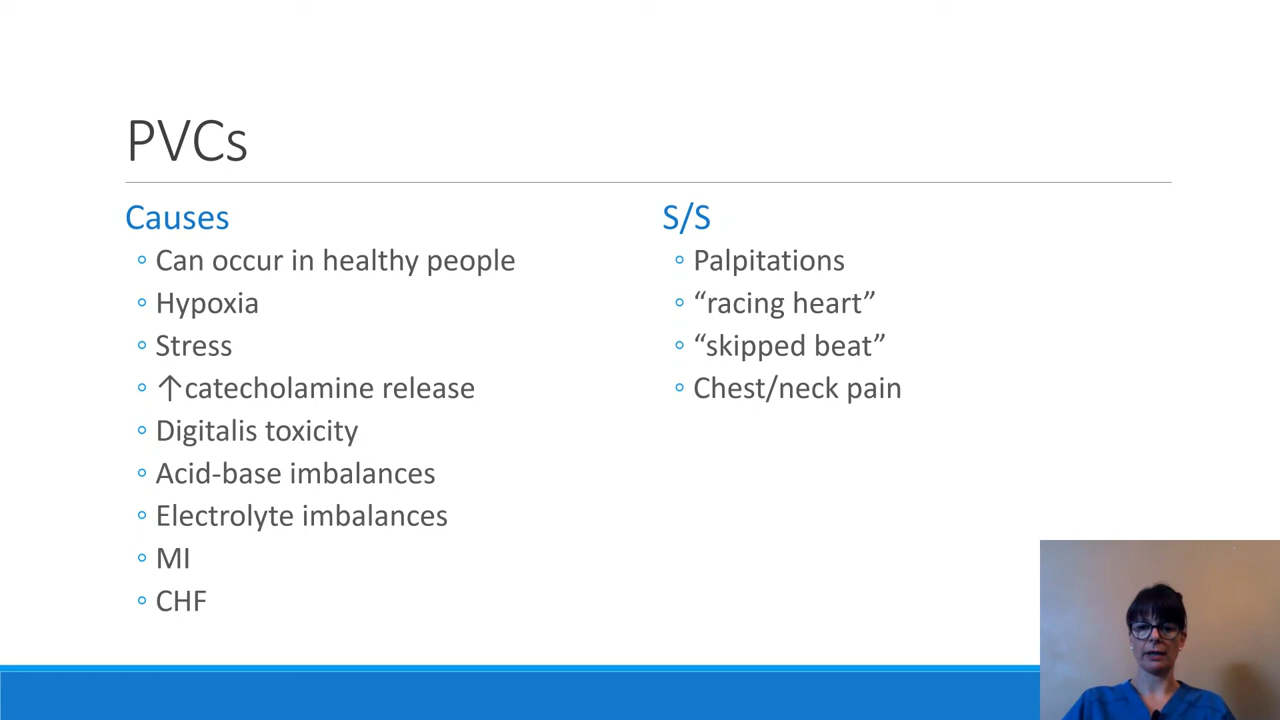 PVCs
Causes
Can occur in healthy people
Hypoxia
Stress
↑catecholamine release
Digitalis toxicity
Acid-base imbalances
Electrolyte imbalances
MI
CHF
S/S
Palpitations
“racing heart”
“skipped beat”
Chest/neck pain